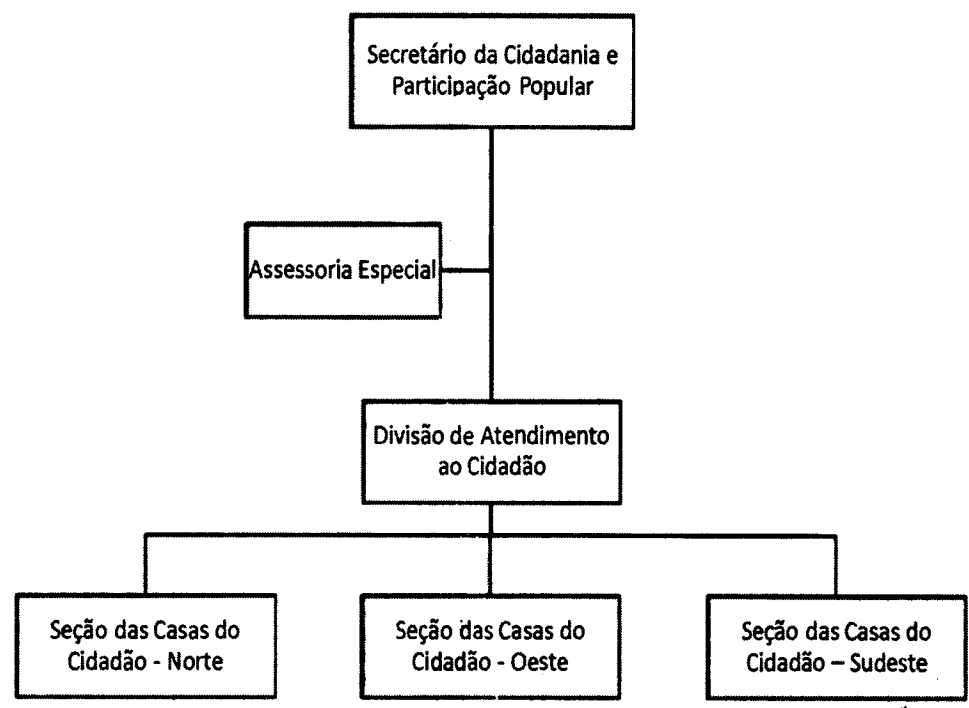 Secretário da Cidadania e
Participação Popular
Assessoria Especial
Divisão de Atendimento
ao Cidadão
Seção das Casas do
Cidadão - Norte
Seção das Casas do
Cidadão - Oeste
Seção das Casas do
Cidadão – Sudeste